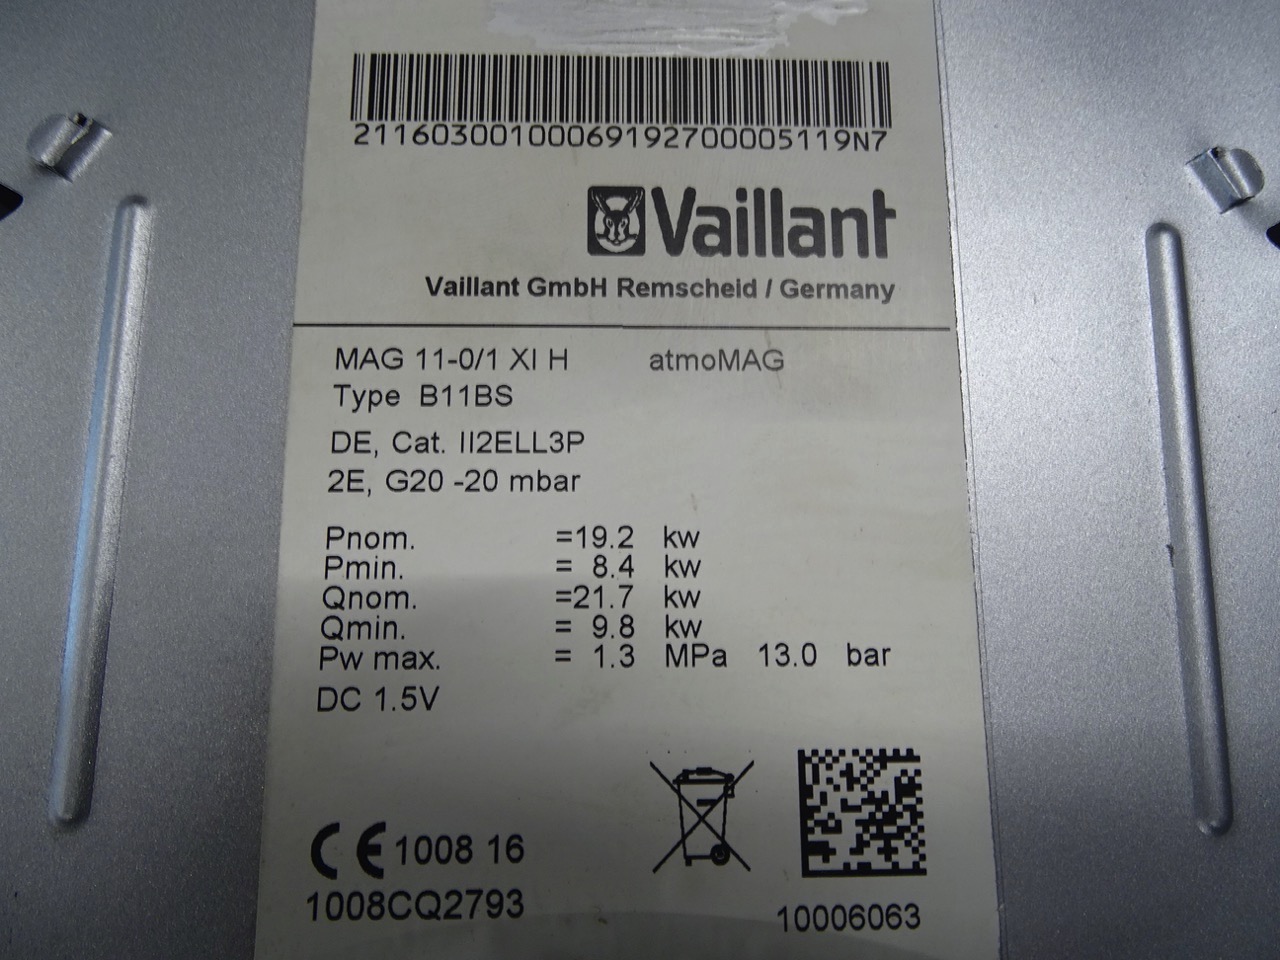 21160300100069192700005119N7
Vaillant
Vaillant GmbH Remscheid / Germany
MAG 11-0/1 XI H atmoMAG
Type B11BS
DE, Cat. II2ELL3P
2E, G20 -20 mbar
Pnom. =19.2 kw
Pmin. = 8.4 kw
Qnom. =21.7 kw
Qmin. = 9.8 kw
Pw max. = 1.3 MPa 13.0 bar
DC 1.5V
CE 1008 16
1008CQ2793
10006063